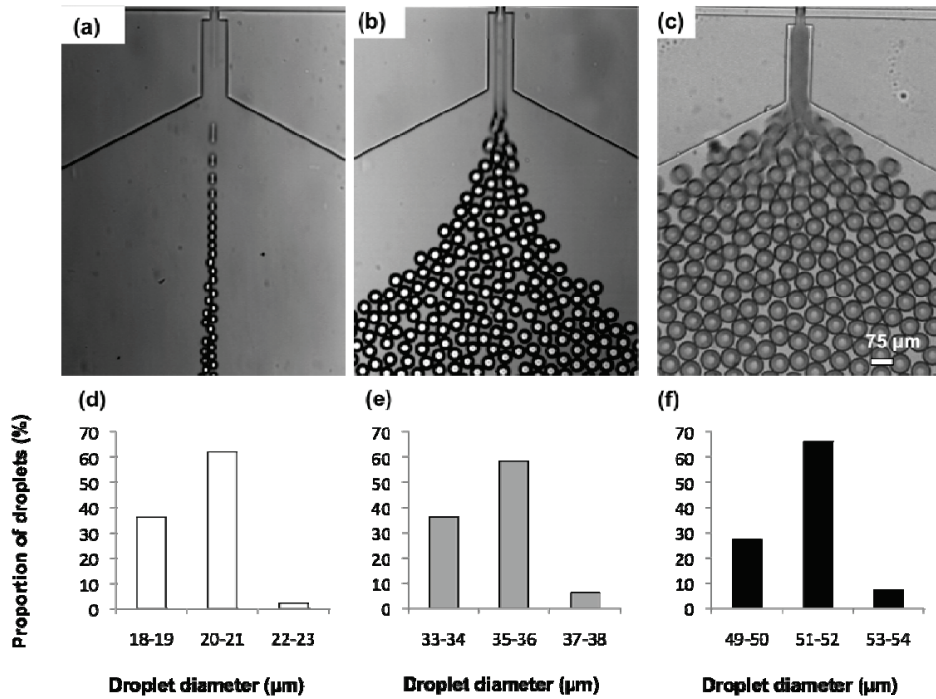 (a)
(b)
(c)
75 µm
(d)
(e)
(f)
Proportion of droplets (%)
70
60
50
40
30
20
10
0
18-19 20-21 22-23
Droplet diameter (µm)
70
60
50
40
30
20
10
0
33-34 35-36 37-38
Droplet diameter (µm)
70
60
50
40
30
20
10
0
49-50 51-52 53-54
Droplet diameter (µm)